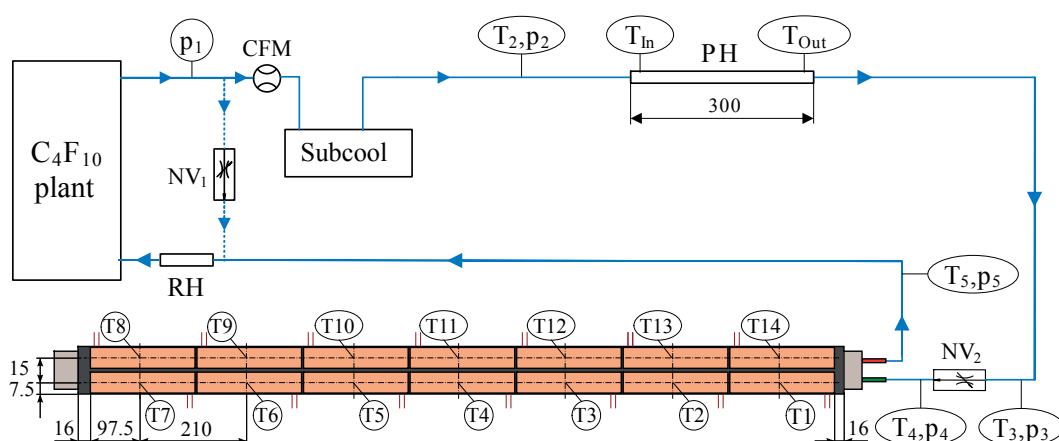 p₁
CFM
T₂,p₂
T_In
PH
T_Out
300
C₄F₁₀
plant
Subcool
NV₁
RH
T₅,p₅
T8
T9
T10
T11
T12
T13
T14
NV₂
15
7.5
T7
T6
T5
T4
T3
T2
T1
T₄,p₄
T₃,p₃
16
97.5
210
16